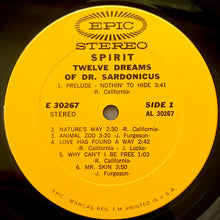 EPIC
STEREO
SPIRIT
TWELVE DREAMS
OF DR. SARDONICUS
E 30267
SIDE 1
STEREO
AL 30267
1. PRELUDE - NOTHIN' TO HIDE 3:41
-R. California-
2. NATURE'S WAY 2:30 -R. California-
3. ANIMAL ZOO 3:20 -J. Furgeson-
4. LOVE HAS FOUND A WAY 2:42
-R. California- -J. Locke-
5. WHY CAN'T I BE FREE 1:03
-R. California-
6. MR. SKIN 3:50
-J. Furgeson-
EPIC / MARCAS REG. T.M. PRINTED IN U.S.A.